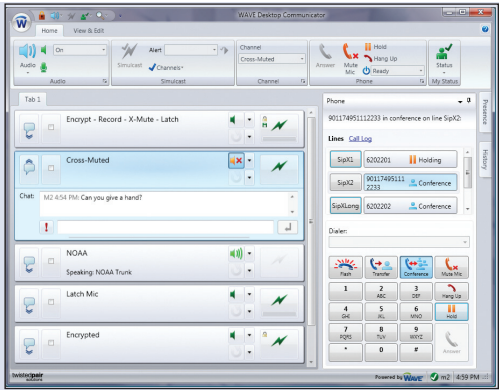 WAVE Desktop Communicator
W
Home View & Edit
Audio
On
Audio
Simulcast
Alert
Channels
Simulcast
Channel
Cross-Muted
Channel
Answer
Mute Mic
Hold
Hang Up
Ready
Phone
Status
My Status
Tab 1
Encrypt - Record - X-Mute - Latch
Cross-Muted
Chat: M2 4:54 PM: Can you give a hand?
!
NOAA
Speaking: NOAA Trunk
Latch Mic
Encrypted
Phone
901174951112233 in conference on line SipX2:
Lines Call Log
SipX1 6202201 Holding
SipX2 90117495111 2233 Conference
SipXLong 6202202 Conference
Dialer:
Flash Transfer Conference Mute Mic
1 2 3 Hang Up
ABC DEF
4 5 6 Hold
GHI JKL MNO
7 8 9
PQRS TUV WXYZ
* 0 # Answer
Presence
History
twistedpair
solutions
Powered by WAVE m2 4:59 PM